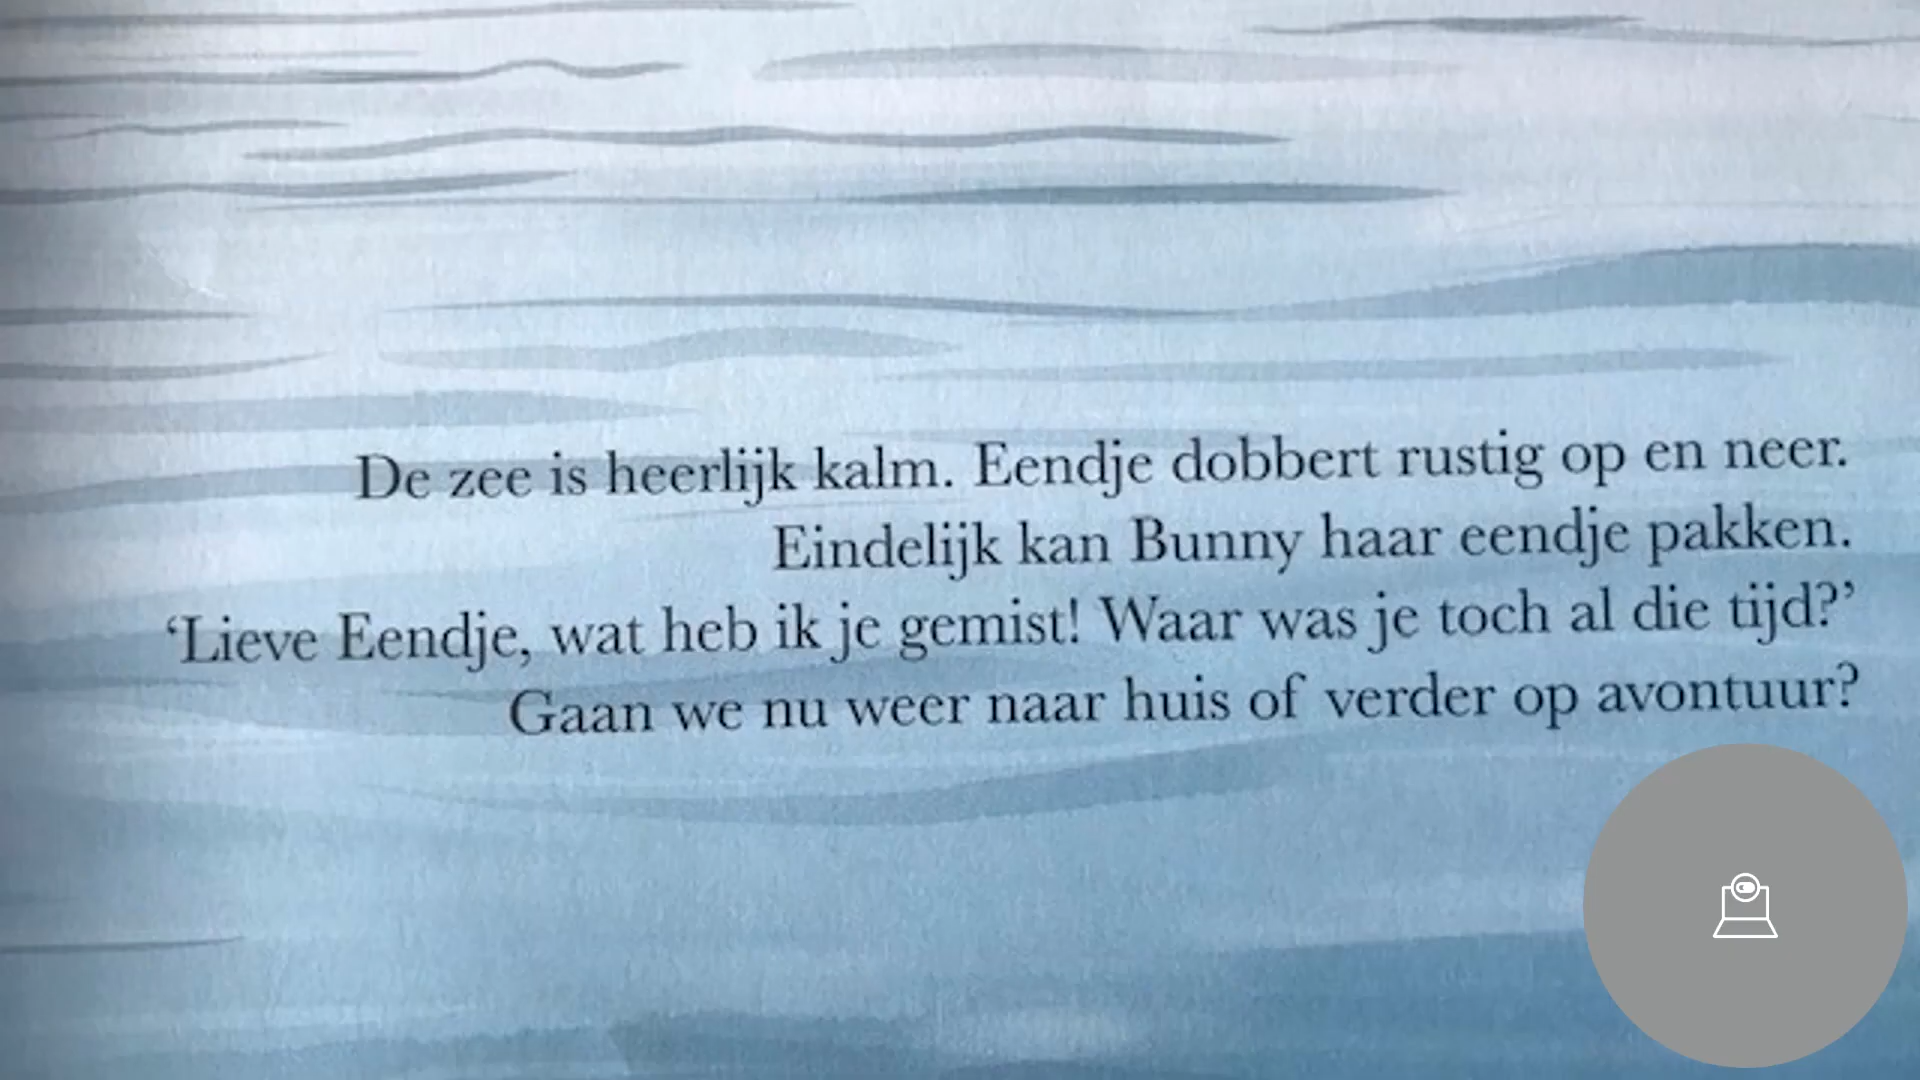 De zee is heerlijk kalm. Eendje dobbert rustig op en neer.
Eindelijk kan Bunny haar eendje pakken.
‘Lieve Eendje, wat heb ik je gemist! Waar was je toch al die tijd?’
Gaan we nu weer naar huis of verder op avontuur?